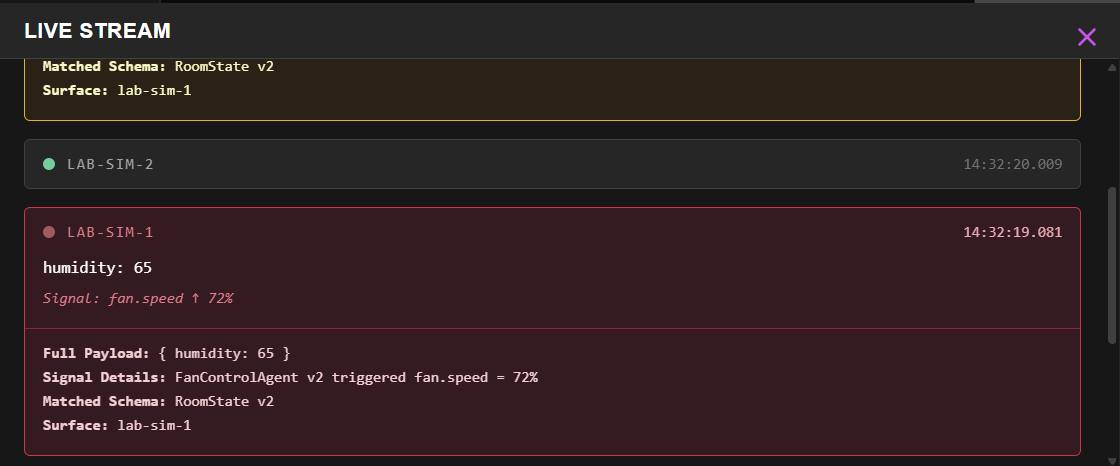 LIVE STREAM
Matched Schema: RoomState v2
Surface: lab-sim-1
LAB-SIM-2 14:32:20.009
LAB-SIM-1 14:32:19.081
humidity: 65
Signal: fan.speed ↑ 72%
Full Payload: { humidity: 65 }
Signal Details: FanControlAgent v2 triggered fan.speed = 72%
Matched Schema: RoomState v2
Surface: lab-sim-1